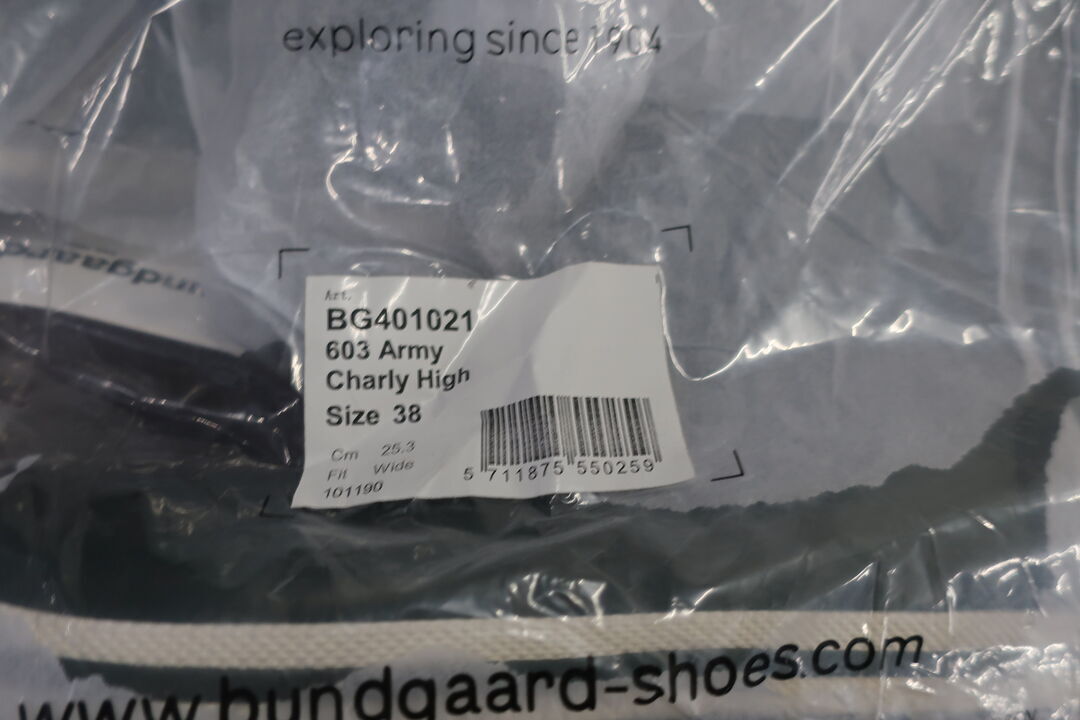 exploring since 1904
Art.
BG401021
603 Army
Charly High
Size 38
Cm 25.3
Fit Wide
101190
5 711875 550259
www.bundgaard-shoes.com